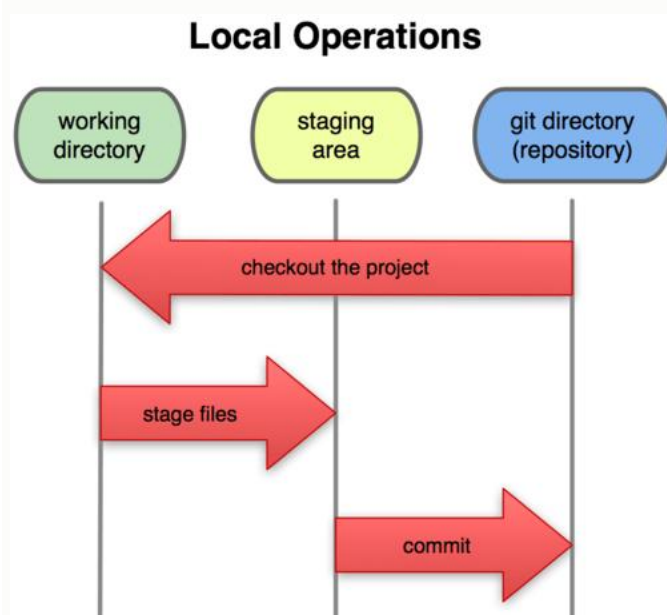 Local Operations
working
directory
staging
area
git directory
(repository)
checkout the project
stage files
commit